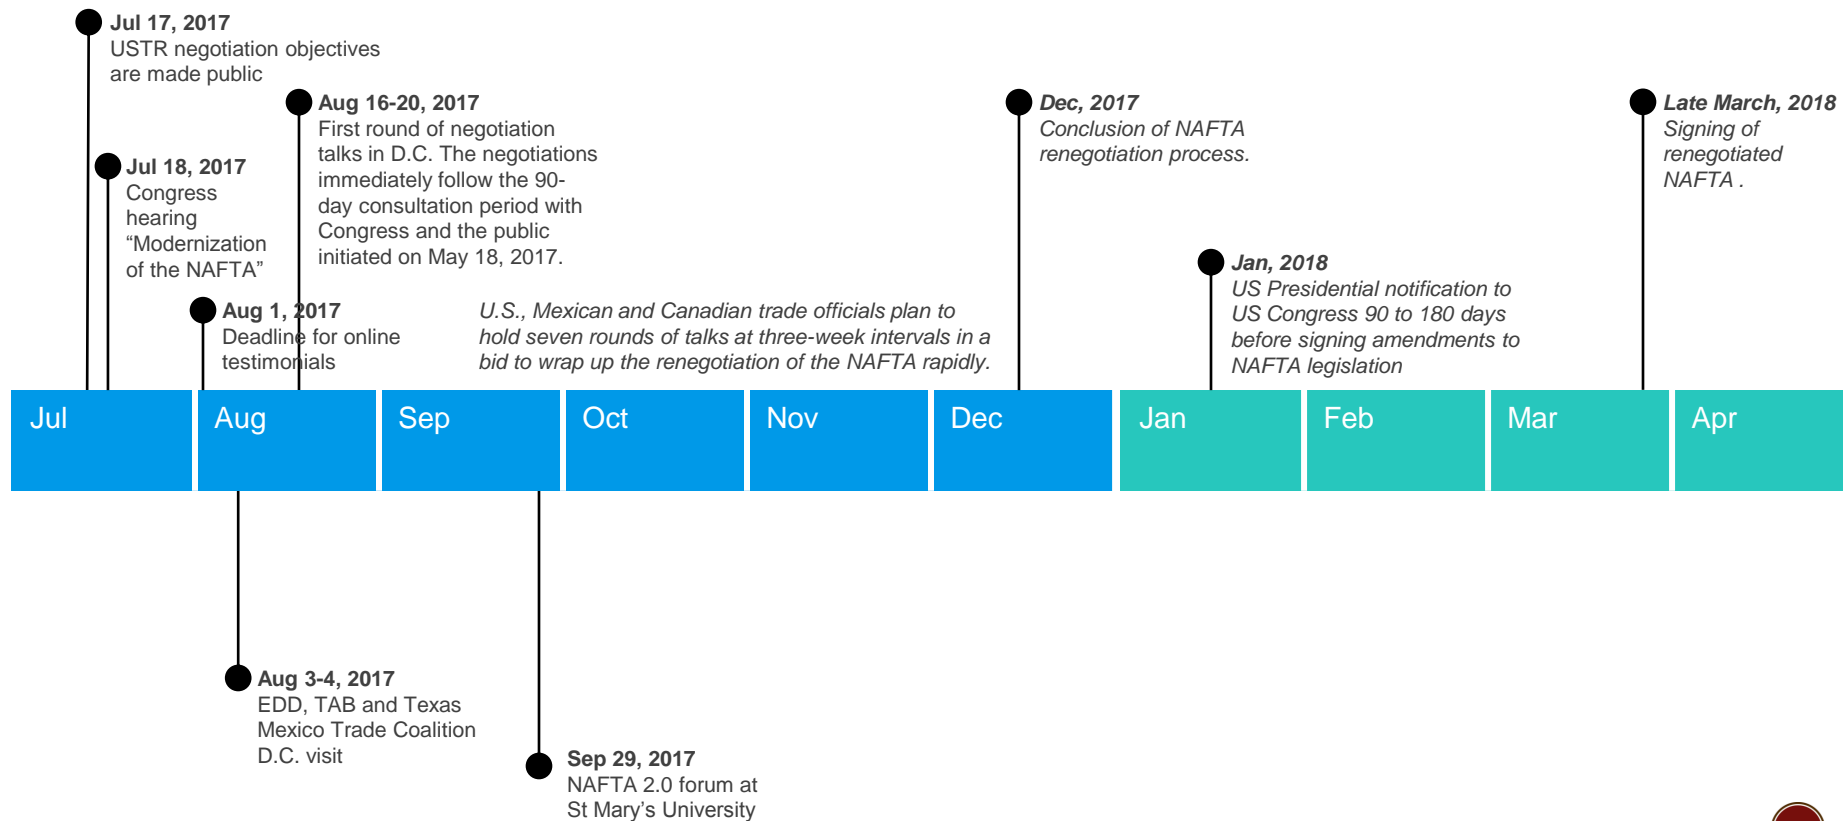 Jul 17, 2017
USTR negotiation objectives
are made public
Jul 18, 2017
Congress
hearing
“Modernization
of the NAFTA”
Aug 1, 2017
Deadline for online
testimonials
Aug 16-20, 2017
First round of negotiation
talks in D.C. The negotiations
immediately follow the 90-
day consultation period with
Congress and the public
initiated on May 18, 2017.
U.S., Mexican and Canadian trade officials plan to
hold seven rounds of talks at three-week intervals in a
bid to wrap up the renegotiation of the NAFTA rapidly.
Dec, 2017
Conclusion of NAFTA
renegotiation process.
Jan, 2018
US Presidential notification to
US Congress 90 to 180 days
before signing amendments to
NAFTA legislation
Late March, 2018
Signing of
renegotiated
NAFTA .
Jul
Aug
Sep
Oct
Nov
Dec
Jan
Feb
Mar
Apr
Aug 3-4, 2017
EDD, TAB and Texas
Mexico Trade Coalition
D.C. visit
Sep 29, 2017
NAFTA 2.0 forum at
St Mary’s University